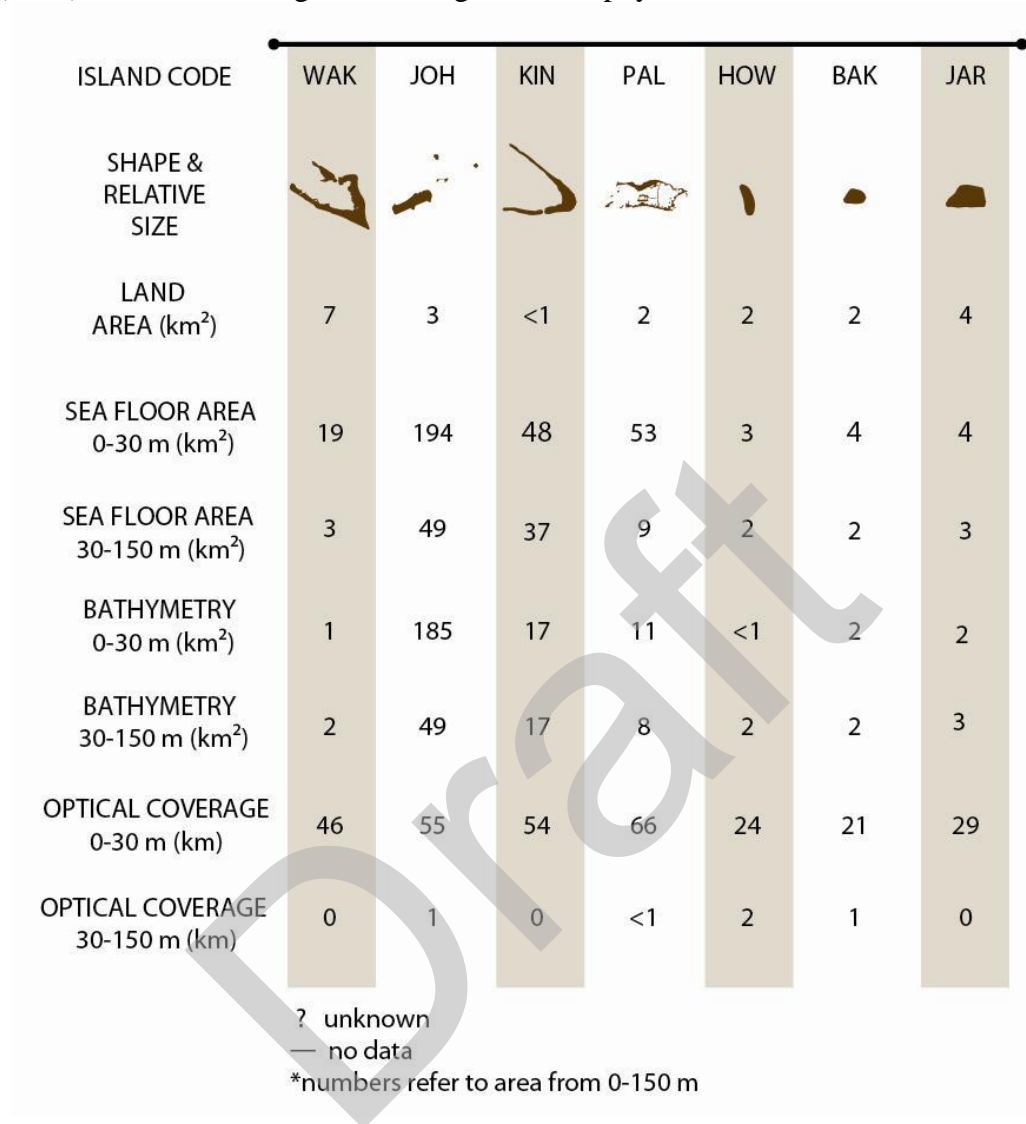 ISLAND CODE WAK JOH KIN PAL HOW BAK JAR
SHAPE &
RELATIVE
SIZE
LAND
AREA (km²) 7 3 <1 2 2 2 4
SEA FLOOR AREA
0-30 m (km²) 19 194 48 53 3 4 4
SEA FLOOR AREA
30-150 m (km²) 3 49 37 9 2 2 3
BATHYMETRY
0-30 m (km²) 1 185 17 11 <1 2 2
BATHYMETRY
30-150 m (km²) 2 49 17 8 2 2 3
OPTICAL COVERAGE
0-30 m (km) 46 55 54 66 24 21 29
OPTICAL COVERAGE
30-150 m (km) 0 1 0 <1 2 1 0
? unknown
— no data
*numbers refer to area from 0-150 m
Draft